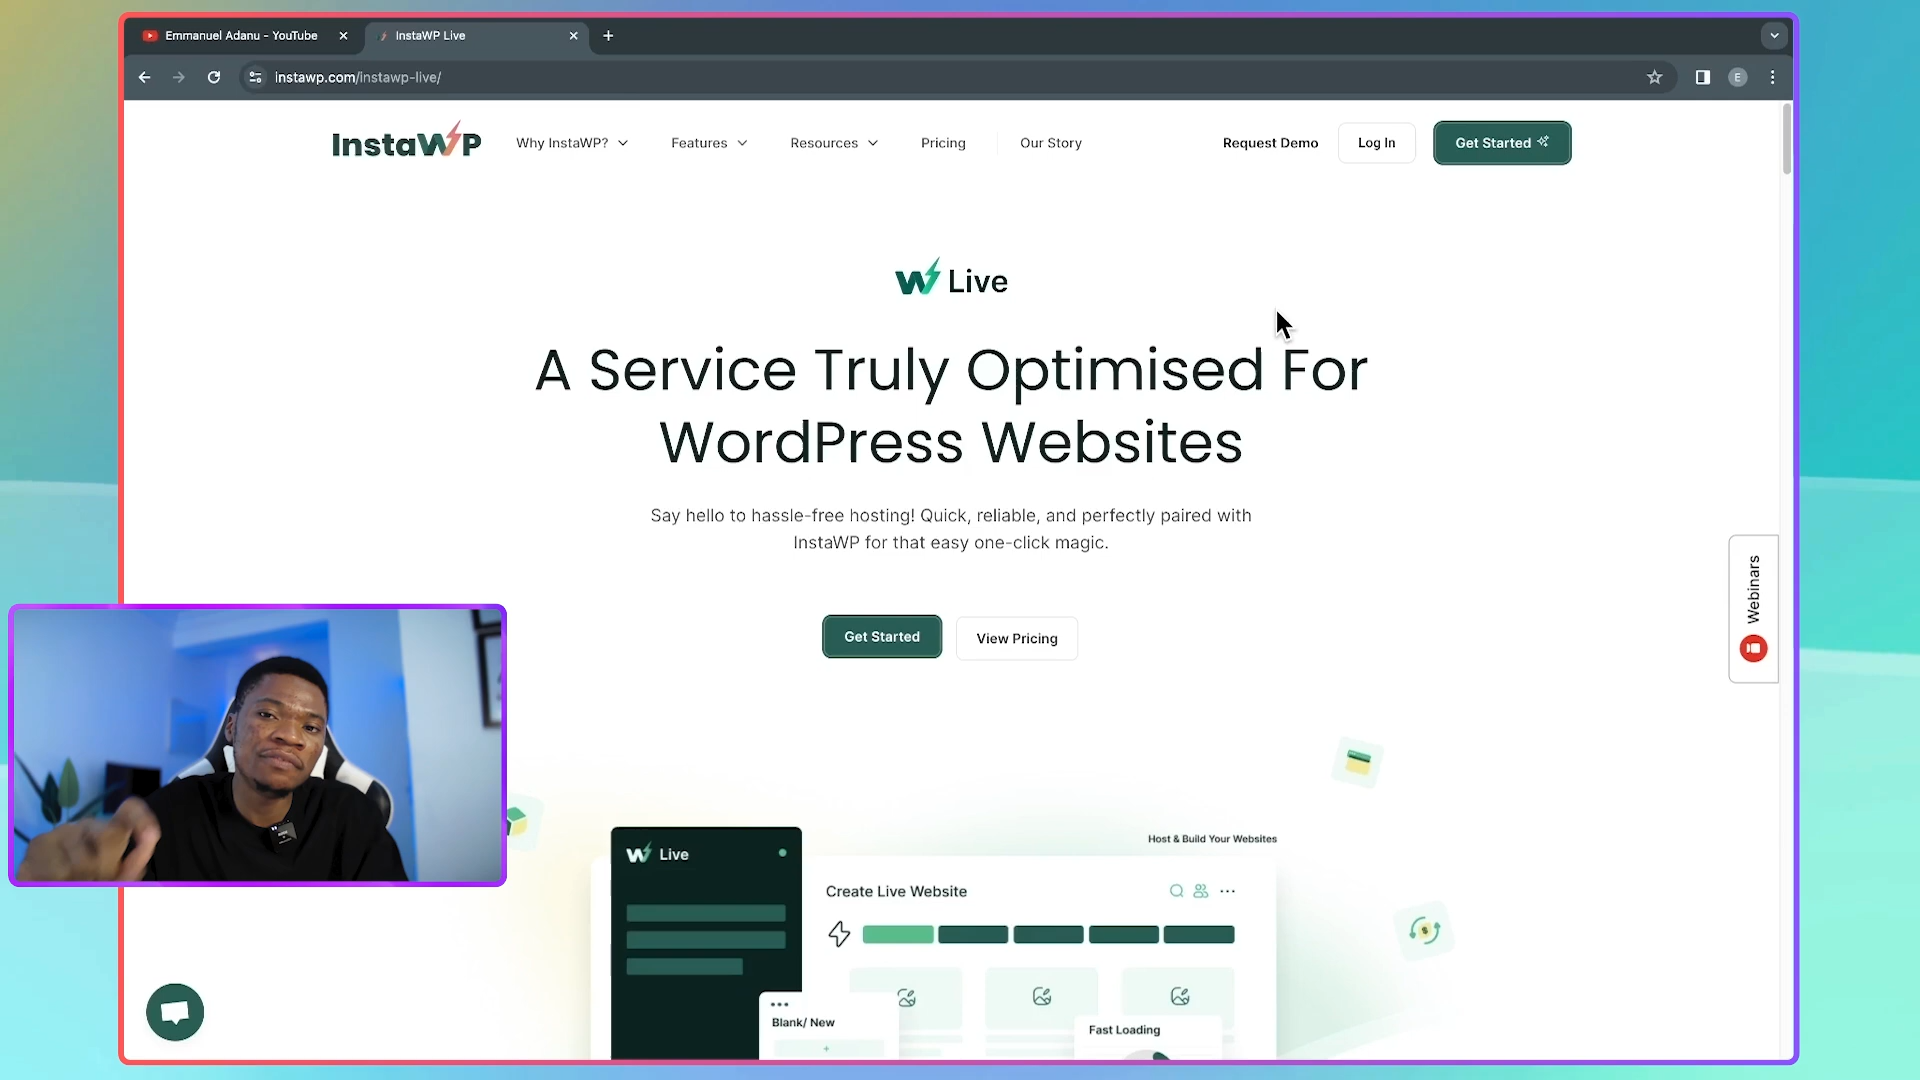 Emmanuel Adanu - YouTube
InstaWP Live
instawp.com/instawp-live/
E
InstaWP
Why InstaWP?
Features
Resources
Pricing
Our Story
Request Demo
Log In
Get Started
Live
A Service Truly Optimised For
WordPress Websites
Say hello to hassle-free hosting! Quick, reliable, and perfectly paired with
InstaWP for that easy one-click magic.
Get Started
View Pricing
Webinars
Host & Build Your Websites
Live
Create Live Website
Blank/ New
Fast Loading